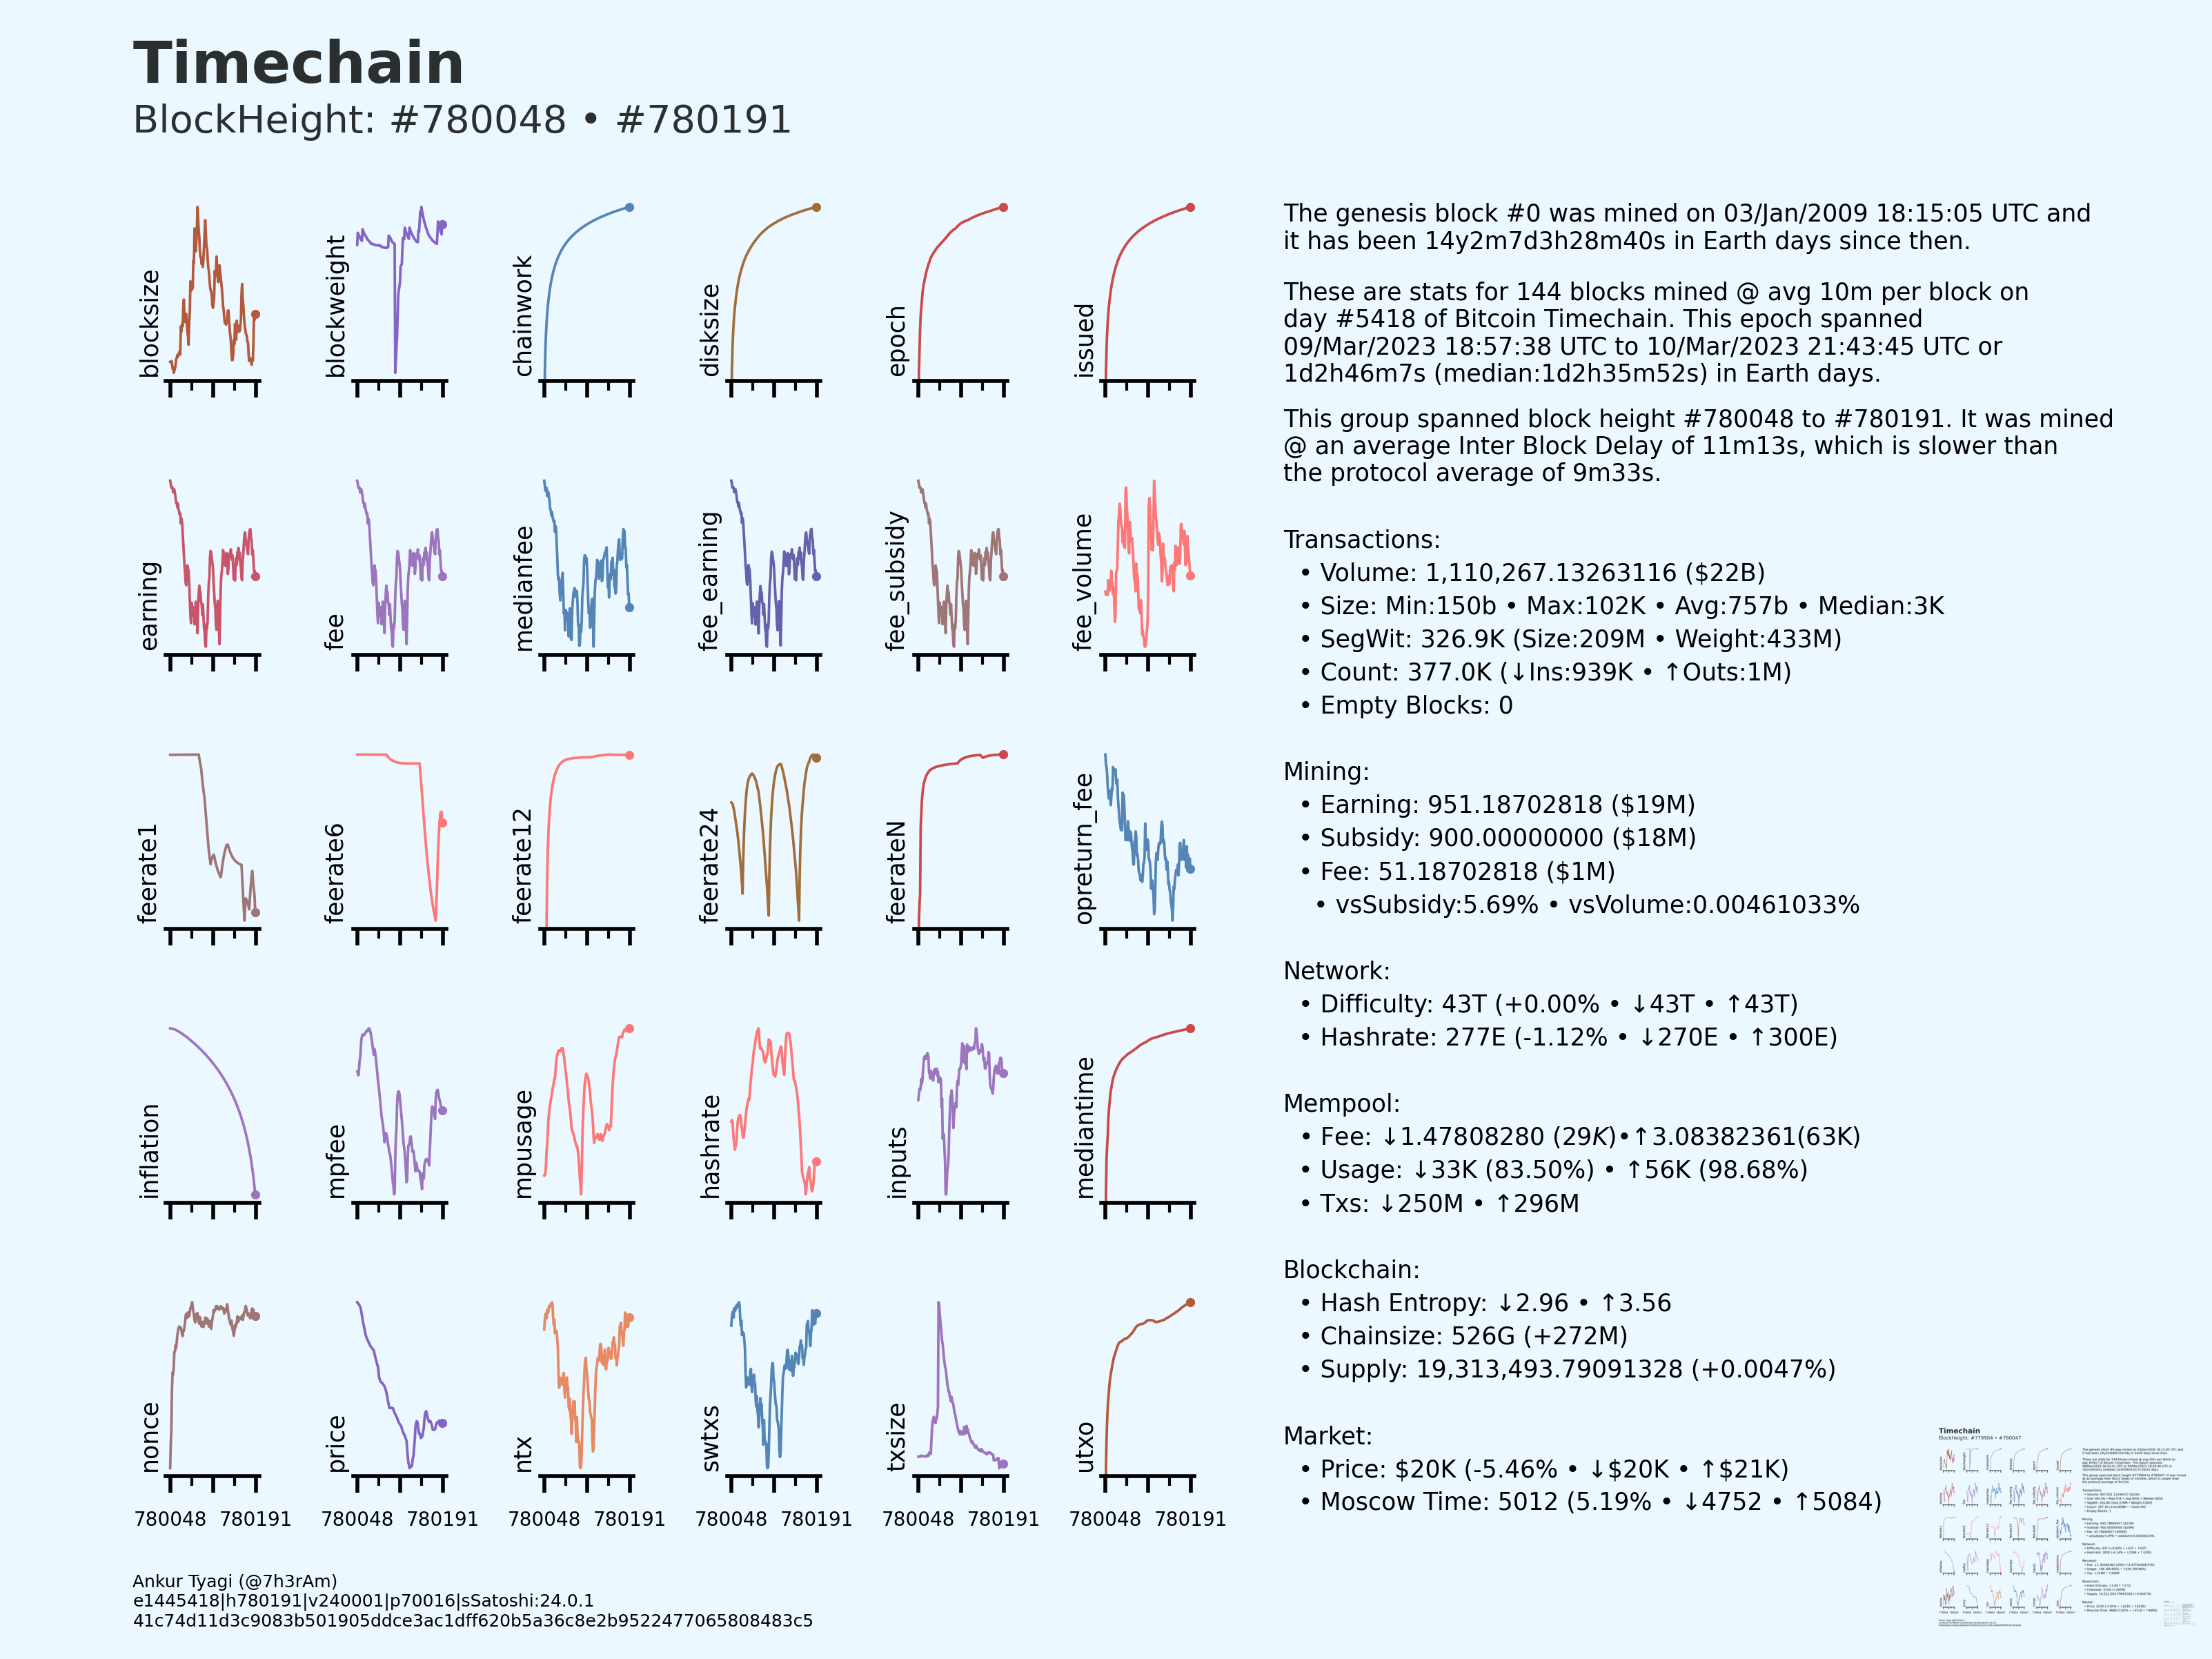 Timechain
BlockHeight: #780048 • #780191
blocksize
blockweight
chainwork
disksize
epoch
issued
earning
fee
medianfee
fee_earning
fee_subsidy
fee_volume
feerate1
feerate6
feerate12
feerate24
feerateN
opreturn_fee
inflation
mpfee
mpusage
hashrate
inputs
mediantime
nonce
price
ntx
swtxs
txsize
utxo
780048 780191 780048 780191 780048 780191 780048 780191 780048 780191 780048 780191
The genesis block #0 was mined on 03/Jan/2009 18:15:05 UTC and
it has been 14y2m7d3h28m40s in Earth days since then.
These are stats for 144 blocks mined @ avg 10m per block on
day #5418 of Bitcoin Timechain. This epoch spanned
09/Mar/2023 18:57:38 UTC to 10/Mar/2023 21:43:45 UTC or
1d2h46m7s (median:1d2h35m52s) in Earth days.
This group spanned block height #780048 to #780191. It was mined
@ an average Inter Block Delay of 11m13s, which is slower than
the protocol average of 9m33s.
Transactions:
• Volume: 1,110,267.13263116 ($22B)
• Size: Min:150b • Max:102K • Avg:757b • Median:3K
• SegWit: 326.9K (Size:209M • Weight:433M)
• Count: 377.0K (↓Ins:939K • ↑Outs:1M)
• Empty Blocks: 0
Mining:
• Earning: 951.18702818 ($19M)
• Subsidy: 900.00000000 ($18M)
• Fee: 51.18702818 ($1M)
• vsSubsidy:5.69% • vsVolume:0.00461033%
Network:
• Difficulty: 43T (+0.00% • ↓43T • ↑43T)
• Hashrate: 277E (-1.12% • ↓270E • ↑300E)
Mempool:
• Fee: ↓1.47808280 (29K)•↑3.08382361(63K)
• Usage: ↓33K (83.50%) • ↑56K (98.68%)
• Txs: ↓250M • ↑296M
Blockchain:
• Hash Entropy: ↓2.96 • ↑3.56
• Chainsize: 526G (+272M)
• Supply: 19,313,493.79091328 (+0.0047%)
Market:
• Price: $20K (-5.46% • ↓$20K • ↑$21K)
• Moscow Time: 5012 (5.19% • ↓4752 • ↑5084)
Ankur Tyagi (@7h3rAm)
e1445418|h780191|v240001|p70016|sSatoshi:24.0.1
41c74d11d3c9083b501905ddce3ac1dff620b5a36c8e2b9522477065808483c5
Timechain
BlockHeight: #779904 • #780047